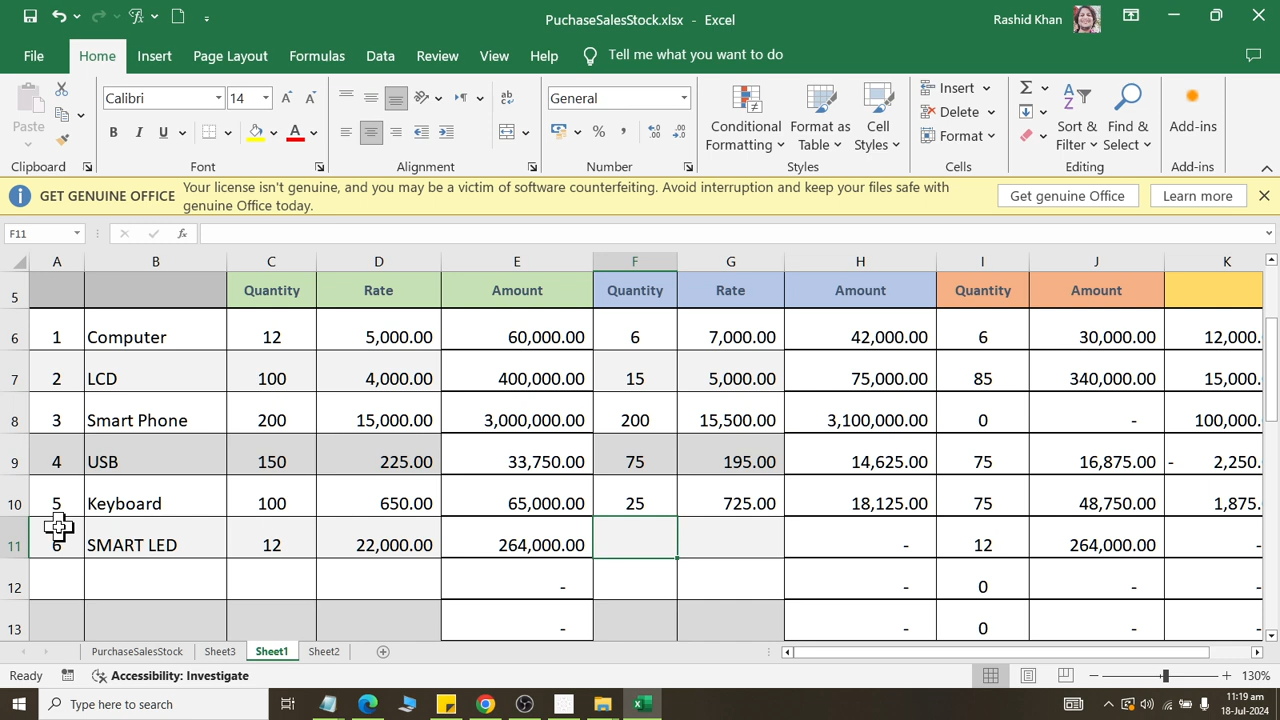 PuchaseSalesStock.xlsx - Excel
Rashid Khan
File Home Insert Page Layout Formulas Data Review View Help Tell me what you want to do
Paste
Clipboard
Calibri 14
B I U A
Font
ab
Alignment
General
% ,
Number
Conditional Formatting
Format as Table
Cell Styles
Styles
Insert
Delete
Format
Cells
Sort & Filter
Find & Select
Editing
Add-ins
Add-ins
GET GENUINE OFFICE Your license isn't genuine, and you may be a victim of software counterfeiting. Avoid interruption and keep your files safe with
genuine Office today.
Get genuine Office
Learn more
F11 fx
A B C D E F G H I J K
5 Quantity Rate Amount Quantity Rate Amount Quantity Amount
6 1 Computer 12 5,000.00 60,000.00 6 7,000.00 42,000.00 6 30,000.00 12,000.
7 2 LCD 100 4,000.00 400,000.00 15 5,000.00 75,000.00 85 340,000.00 15,000.
8 3 Smart Phone 200 15,000.00 3,000,000.00 200 15,500.00 3,100,000.00 0 - 100,000.
9 4 USB 150 225.00 33,750.00 75 195.00 14,625.00 75 16,875.00 - 2,250.
10 5 Keyboard 100 650.00 65,000.00 25 725.00 18,125.00 75 48,750.00 1,875.
11 6 SMART LED 12 22,000.00 264,000.00 - 12 264,000.00 -
12 - - 0 - -
13 - - 0 - -
PurchaseSalesStock Sheet3 Sheet1 Sheet2
Ready Accessibility: Investigate 130%
Type here to search
11:19 am
18-Jul-2024